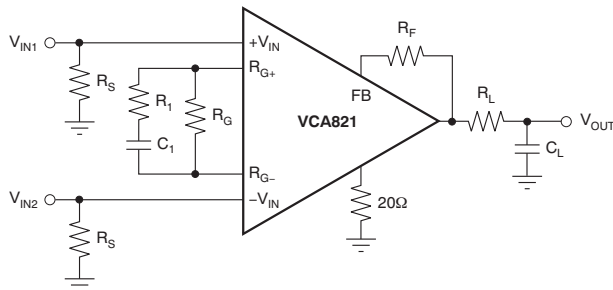 V_IN1
+V_IN
R_F
R_S
R_G+
R_1
R_G
FB
R_L
V_OUT
VCA821
C_1
C_L
R_G−
V_IN2
−V_IN
20Ω
R_S